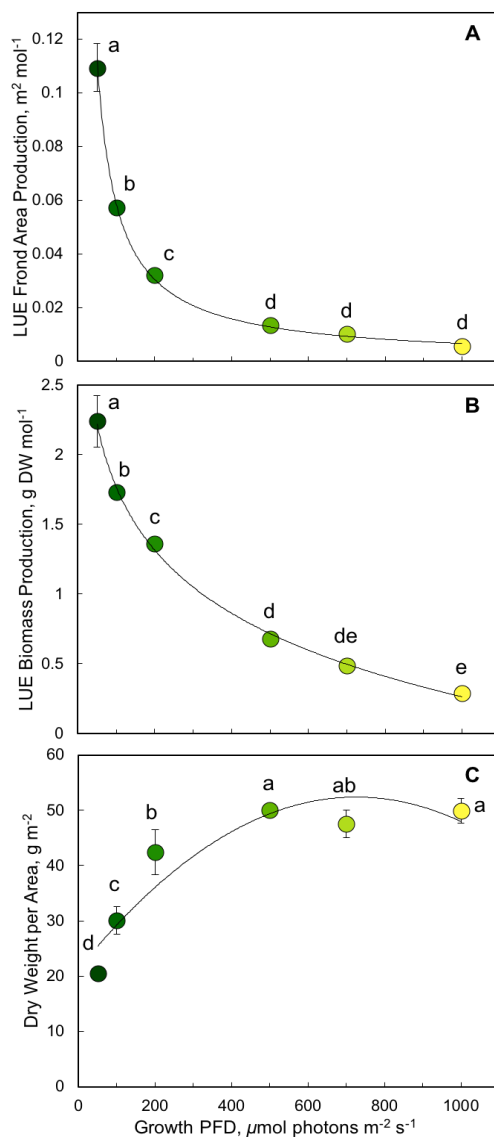 A
0.12
0.1
0.08
0.06
0.04
0.02
0
LUE Frond Area Production, m² mol⁻¹
a
b
c
d
d
d
B
2.5
2
1.5
1
0.5
0
LUE Biomass Production, g DW mol⁻¹
a
b
c
d
de
e
C
60
50
40
30
20
10
0
Dry Weight per Area, g m⁻²
d
c
b
a
ab
a
0 200 400 600 800 1000
Growth PFD, µmol photons m⁻² s⁻¹